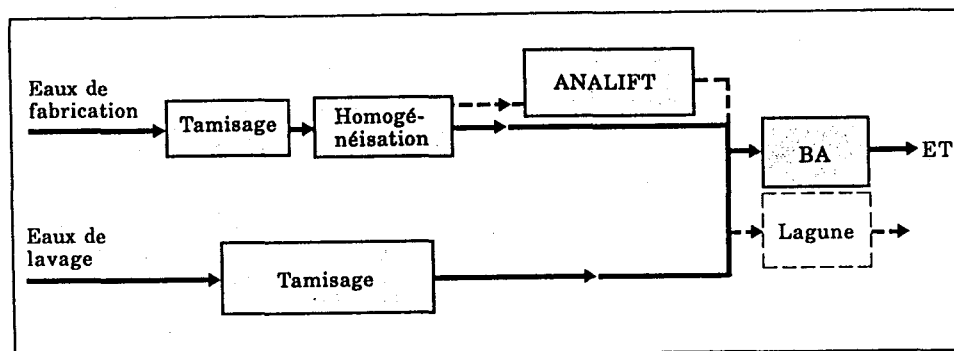 Eaux de
fabrication
Tamisage
Homogé-
néisation
ANALIFT
BA
ET
Eaux de
lavage
Tamisage
Lagune